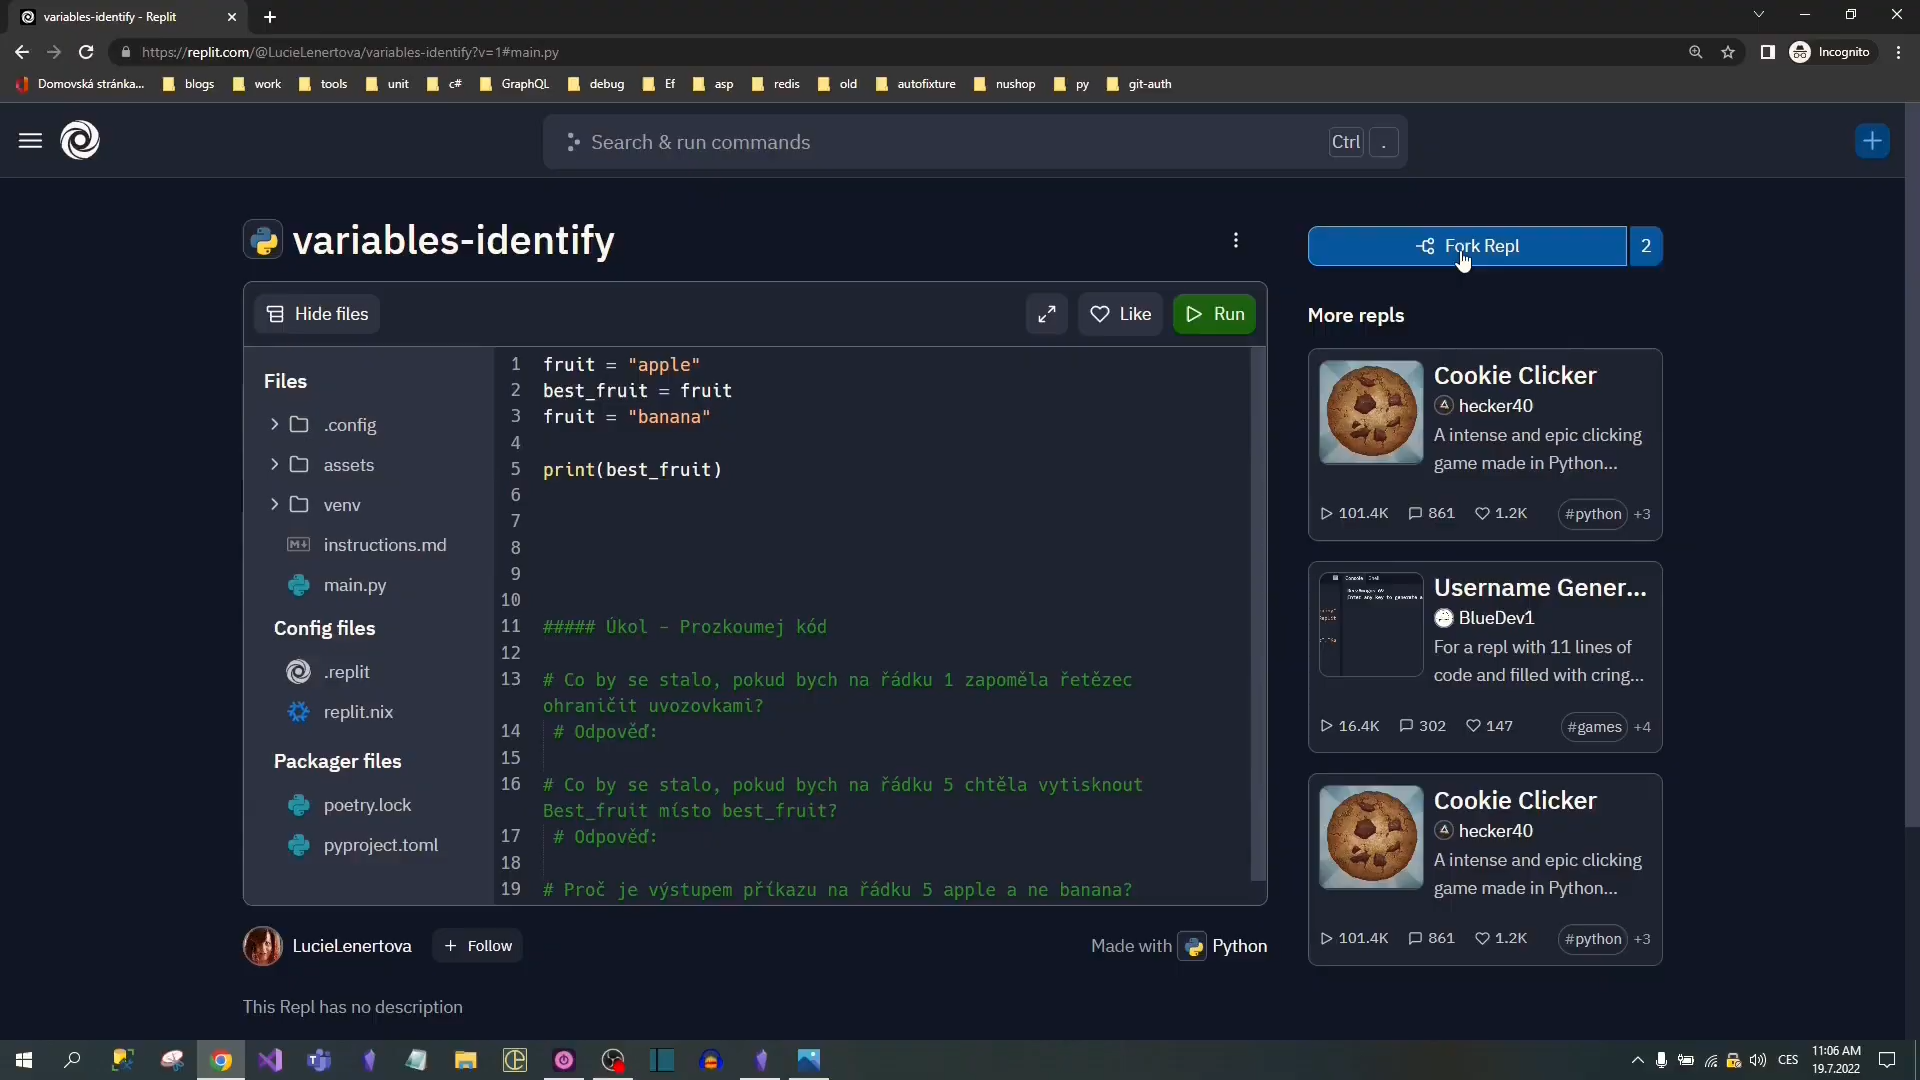 variables-identify - Replit
https://replit.com/@LucieLenertova/variables-identify?v=1#main.py
Incognito
Domovská stránka...
blogs
work
tools
unit
c#
GraphQL
debug
Ef
asp
redis
old
autofixture
nushop
py
git-auth
Search & run commands
Ctrl
.
variables-identify
Fork Repl
2
Hide files
Like
Run
Files
.config
assets
venv
instructions.md
main.py
Config files
.replit
replit.nix
Packager files
poetry.lock
pyproject.toml
1 fruit = "apple"
2 best_fruit = fruit
3 fruit = "banana"
4
5 print(best_fruit)
6
7
8
9
10
11 ##### Úkol - Prozkoumej kód
12
13 # Co by se stalo, pokud bych na řádku 1 zapoměla řetězec
ohraničit uvozovkami?
14 # Odpověď:
15
16 # Co by se stalo, pokud bych na řádku 5 chtěla vytisknout
Best_fruit místo best_fruit?
17 # Odpověď:
18
19 # Proč je výstupem příkazu na řádku 5 apple a ne banana?
LucieLenertova
+ Follow
Made with
Python
This Repl has no description
More repls
Cookie Clicker
hecker40
A intense and epic clicking
game made in Python...
101.4K
861
1.2K
#python
+3
Username Gener...
BlueDev1
For a repl with 11 lines of
code and filled with cring...
16.4K
302
147
#games
+4
Cookie Clicker
hecker40
A intense and epic clicking
game made in Python...
101.4K
861
1.2K
#python
+3
CES
11:06 AM
19.7.2022